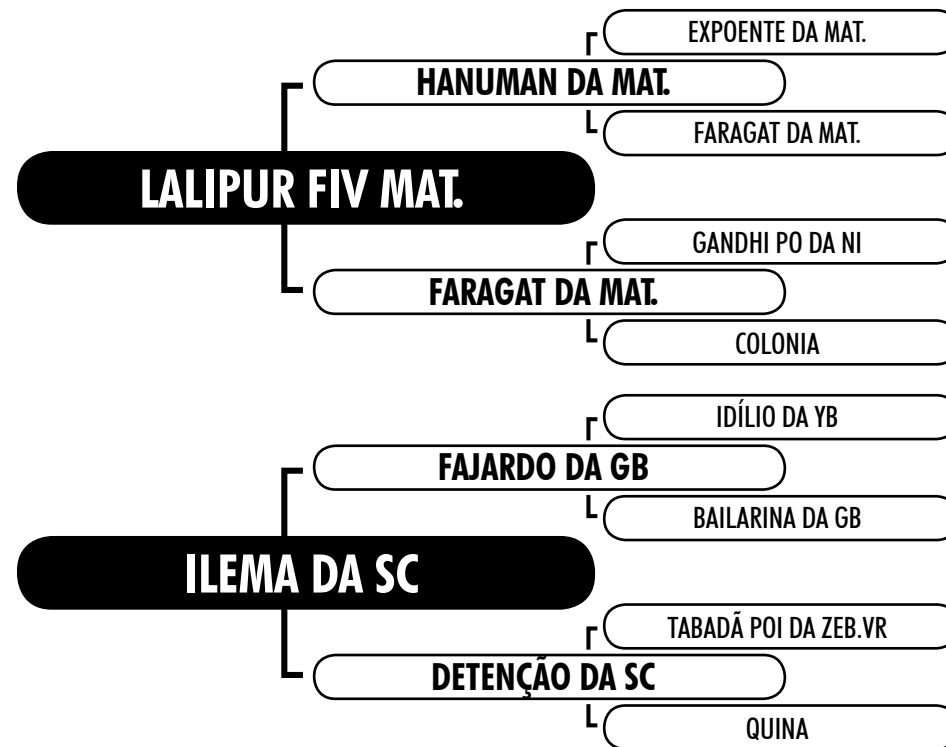 EXPOENTE DA MAT.
HANUMAN DA MAT.
FARAGAT DA MAT.
LALIPUR FIV MAT.
GANDHI PO DA NI
FARAGAT DA MAT.
COLONIA
IDÍLIO DA YB
FAJARDO DA GB
BAILARINA DA GB
ILEMA DA SC
TABADÃ POI DA ZEB.VR
DETENÇÃO DA SC
QUINA